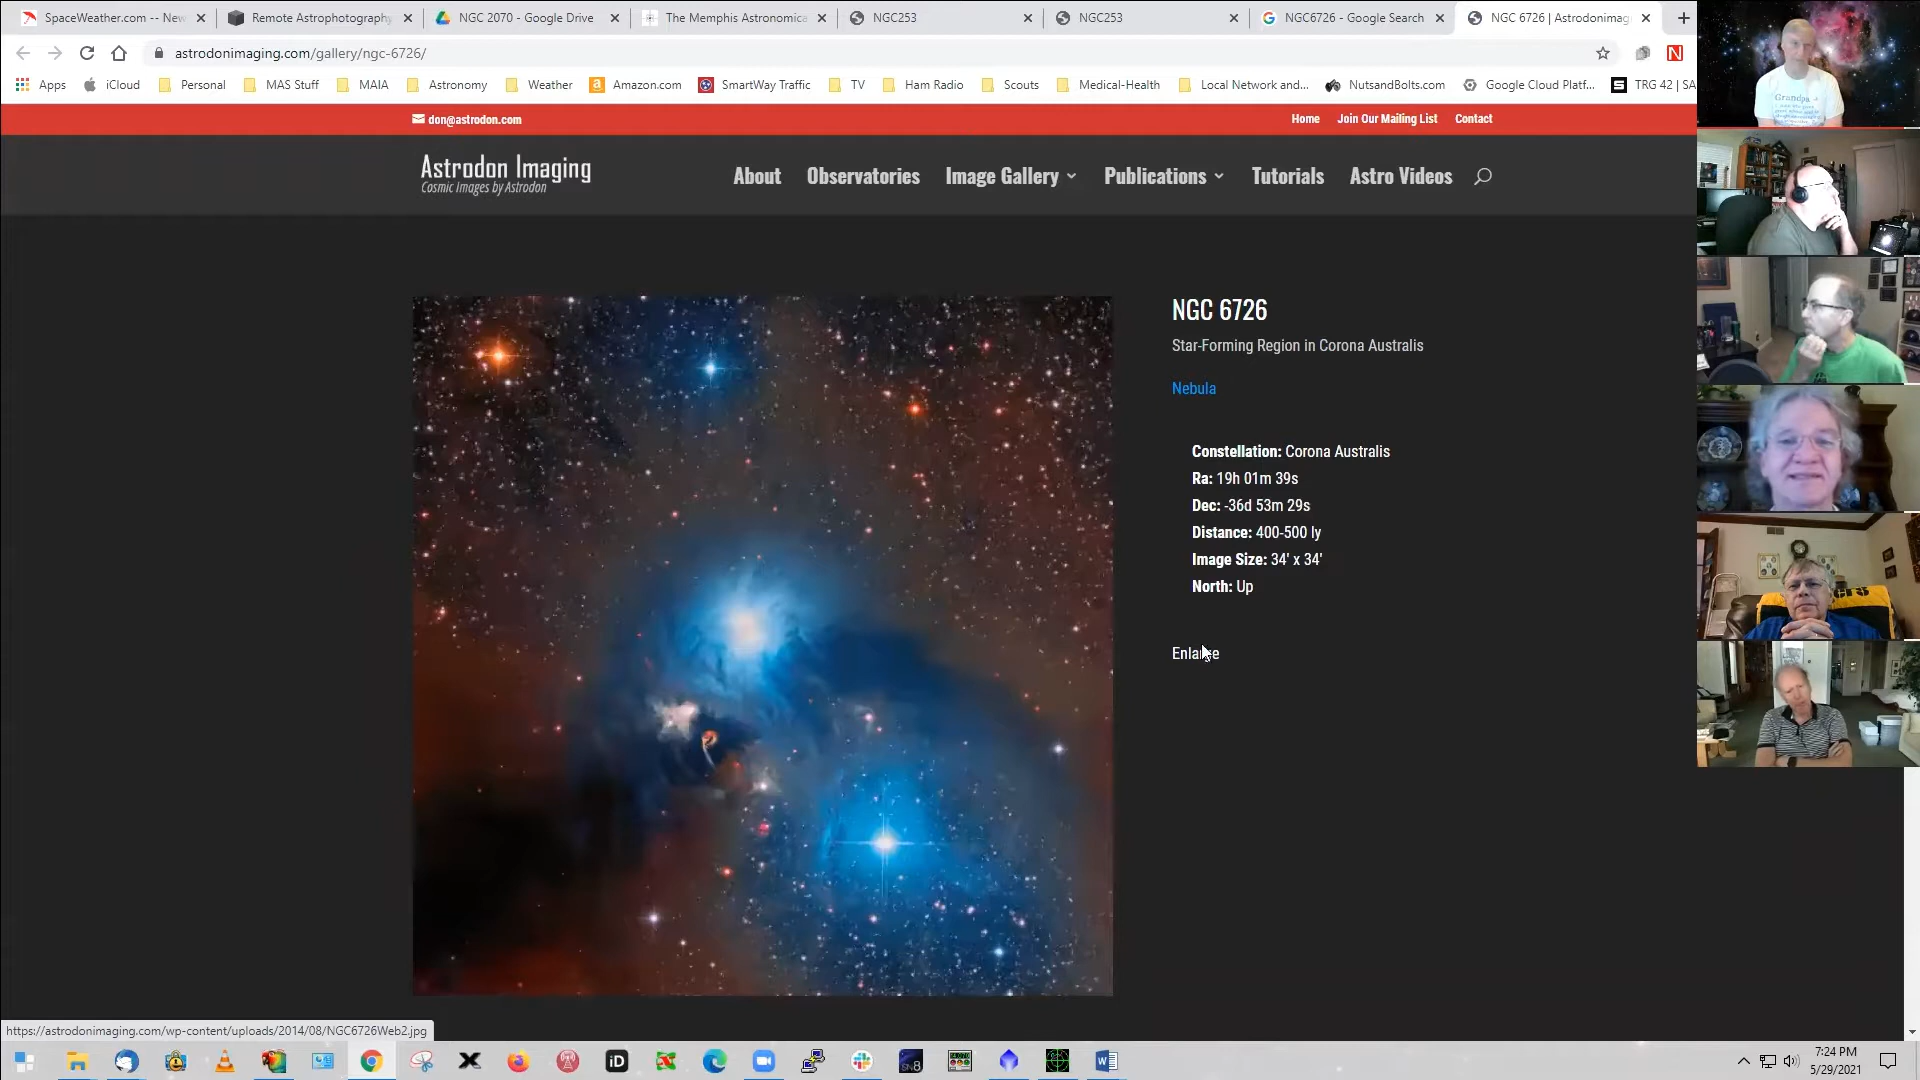 SpaceWeather.com -- New
Remote Astrophotography
NGC 2070 - Google Drive
The Memphis Astronomica
NGC253
NGC253
NGC6726 - Google Search
NGC 6726 | Astrodonimag
astrodonimaging.com/gallery/ngc-6726/
Apps
iCloud
Personal
MAS Stuff
MAIA
Astronomy
Weather
Amazon.com
SmartWay Traffic
TV
Ham Radio
Scouts
Medical-Health
Local Network and...
NutsandBolts.com
Google Cloud Platf...
TRG 42 | SA
don@astrodon.com
Home
Join Our Mailing List
Contact
Astrodon Imaging
Cosmic Images by Astrodon
About
Observatories
Image Gallery
Publications
Tutorials
Astro Videos
NGC 6726
Star-Forming Region in Corona Australis
Nebula
Constellation: Corona Australis
Ra: 19h 01m 39s
Dec: -36d 53m 29s
Distance: 400-500 ly
Image Size: 34' x 34'
North: Up
Enlarge
Grandpa
https://astrodonimaging.com/wp-content/uploads/2014/08/NGC6726Web2.jpg
7:24 PM
5/29/2021